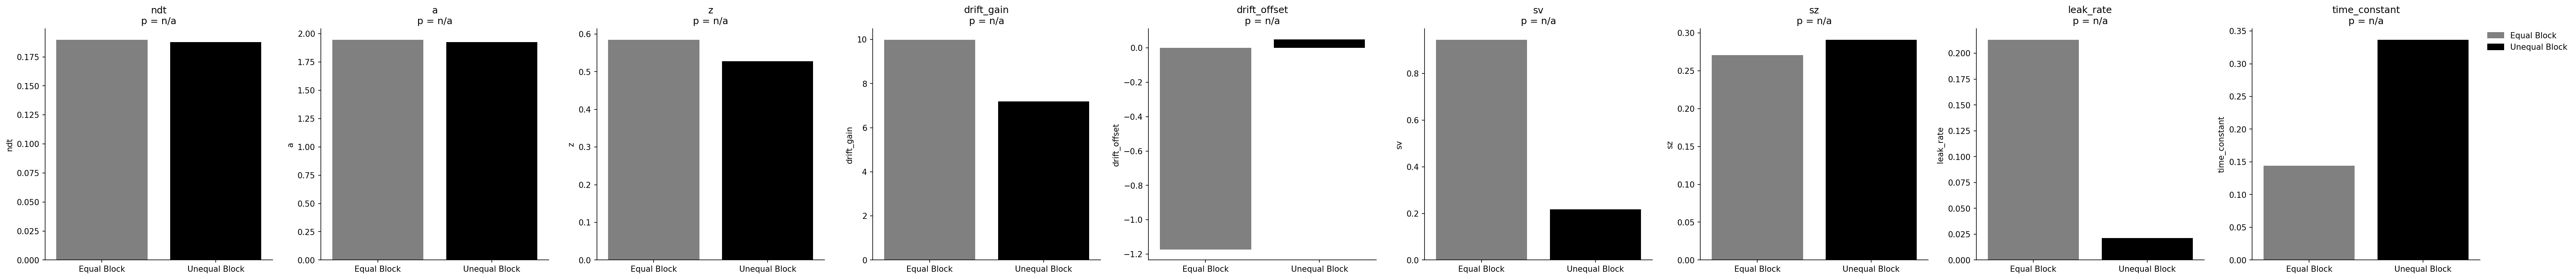 ndt
p = n/a
ndt
0.175
0.150
0.125
0.100
0.075
0.050
0.025
0.000
Equal Block Unequal Block
a
p = n/a
a
2.00
1.75
1.50
1.25
1.00
0.75
0.50
0.25
0.00
Equal Block Unequal Block
z
p = n/a
z
0.6
0.5
0.4
0.3
0.2
0.1
0.0
Equal Block Unequal Block
drift_gain
p = n/a
drift_gain
10
8
6
4
2
0
Equal Block Unequal Block
drift_offset
p = n/a
drift_offset
0.0
−0.2
−0.4
−0.6
−0.8
−1.0
−1.2
Equal Block Unequal Block
sv
p = n/a
sv
0.8
0.6
0.4
0.2
0.0
Equal Block Unequal Block
sz
p = n/a
sz
0.30
0.25
0.20
0.15
0.10
0.05
0.00
Equal Block Unequal Block
leak_rate
p = n/a
leak_rate
0.200
0.175
0.150
0.125
0.100
0.075
0.050
0.025
0.000
Equal Block Unequal Block
time_constant
p = n/a
time_constant
0.35
0.30
0.25
0.20
0.15
0.10
0.05
0.00
Equal Block Unequal Block
Equal Block
Unequal Block